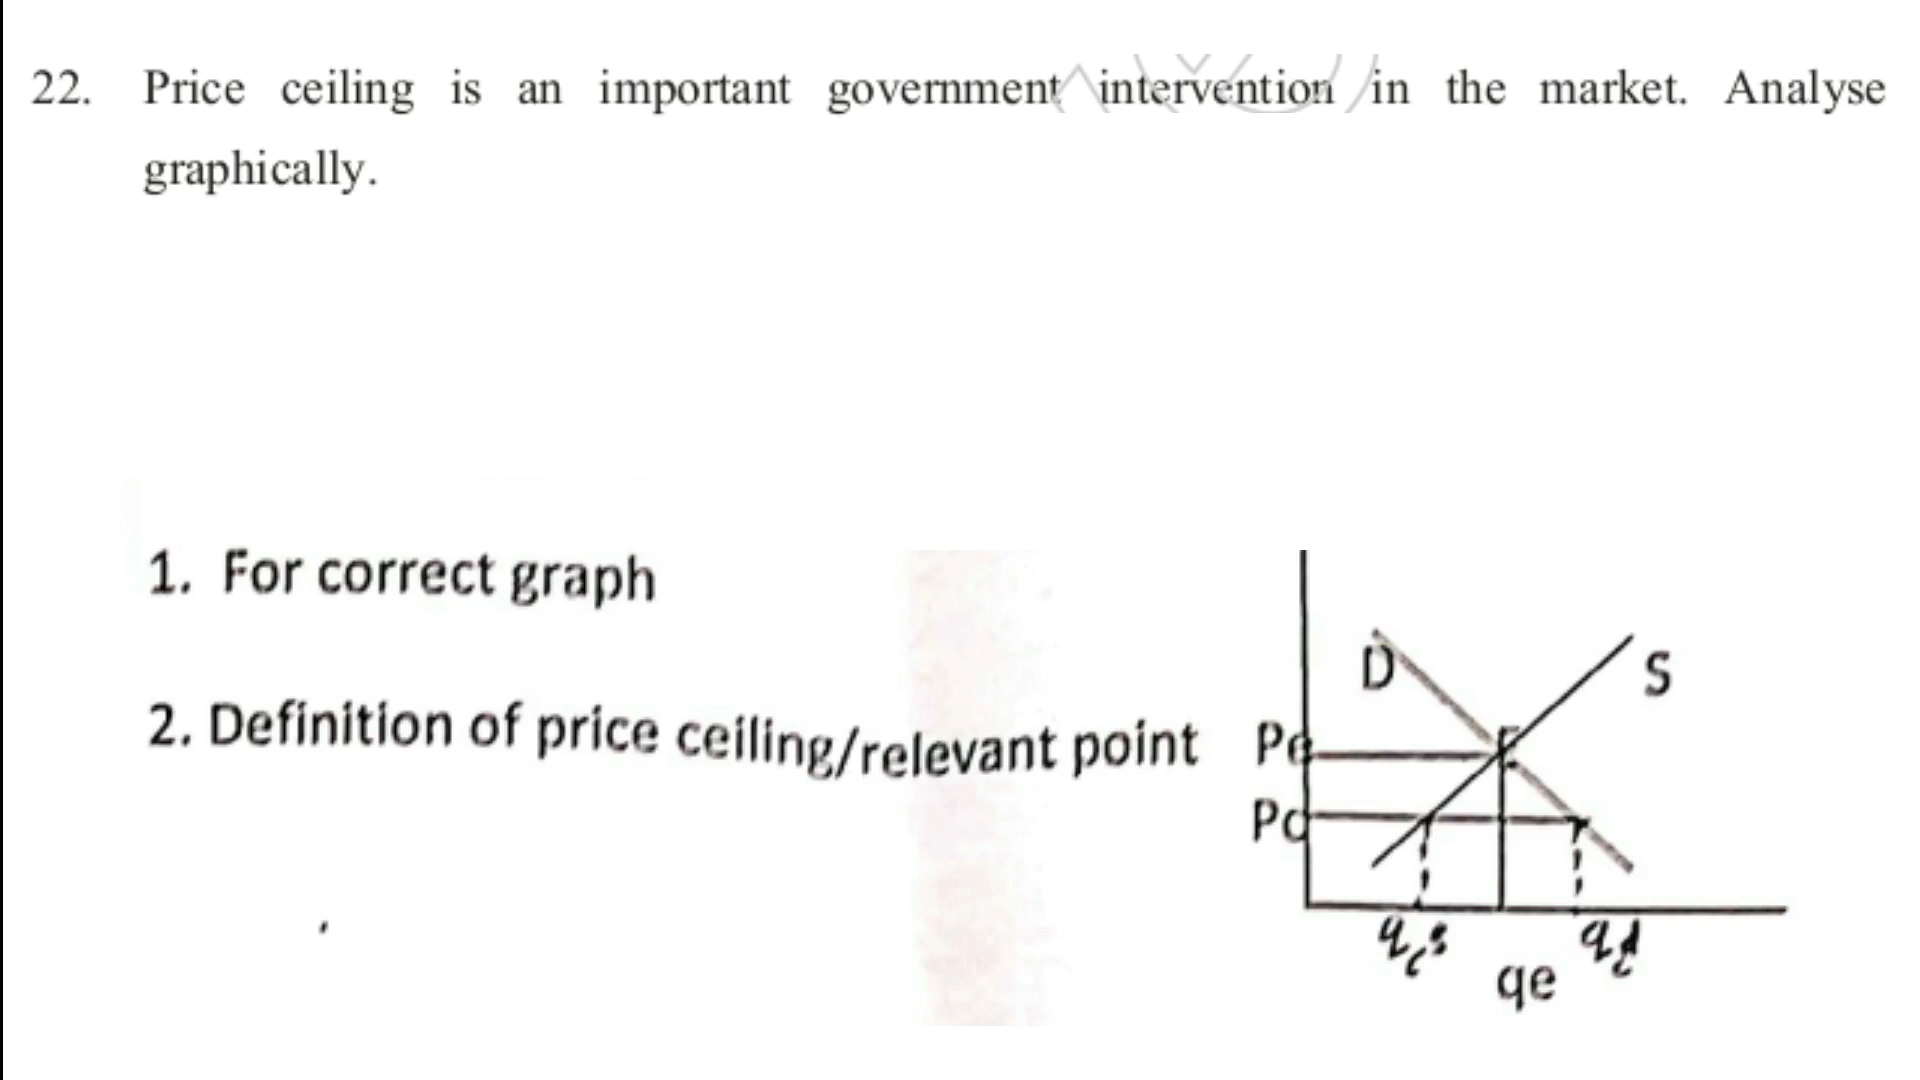 22. Price ceiling is an important government intervention in the market. Analyse
graphically.
1. For correct graph
2. Definition of price ceiling/relevant point
D
S
Pe
E
Pc
qe